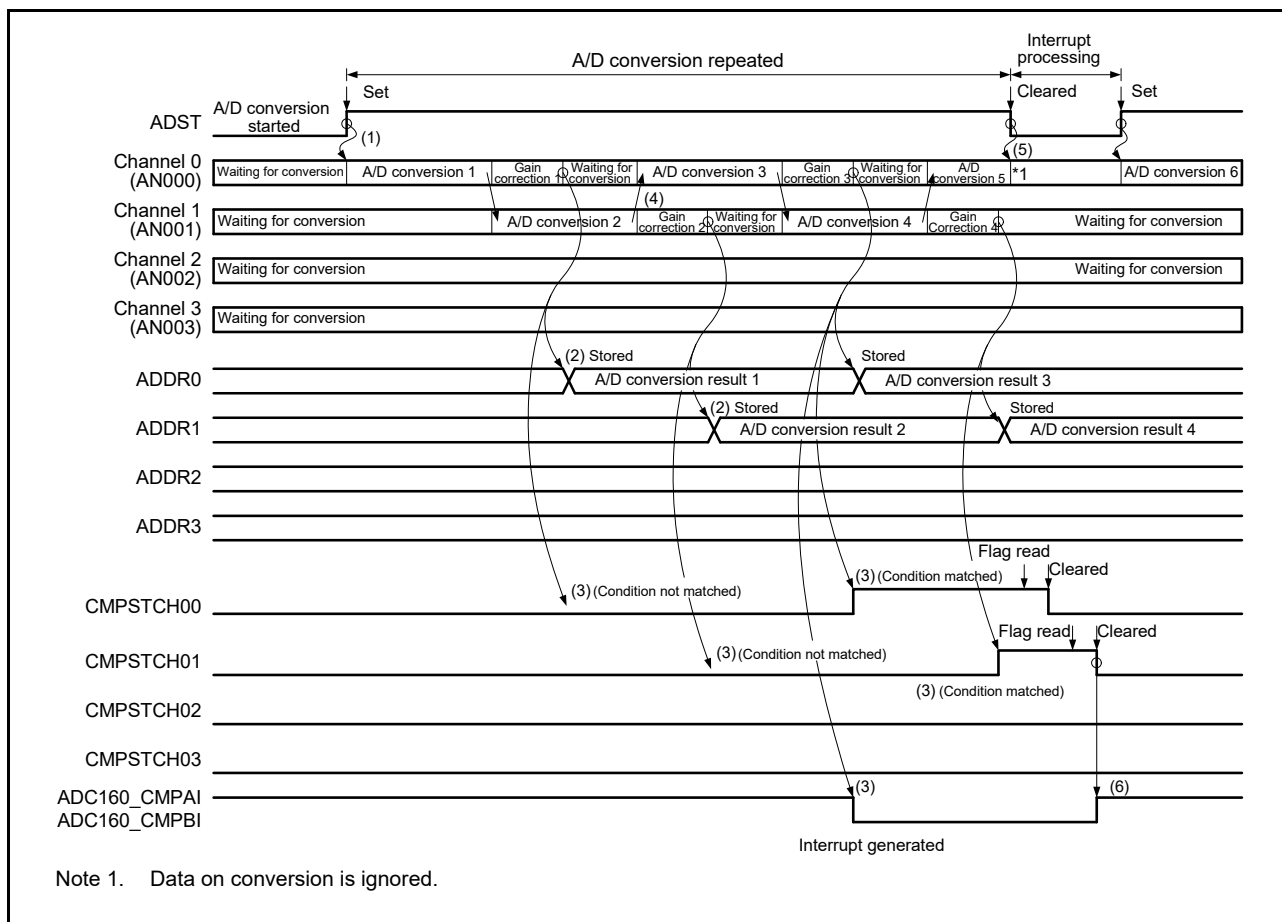 A/D conversion repeated
Interrupt
processing
Set
Cleared
Set
A/D conversion
started
ADST
(1)
(5)
Channel 0
(AN000)
Waiting for conversion
A/D conversion 1
Gain
correction 1
Waiting for
conversion
A/D conversion 3
Gain
correction 3
Waiting for
conversion
A/D
conversion 5
*1
A/D conversion 6
(4)
Channel 1
(AN001)
Waiting for conversion
A/D conversion 2
Gain
correction 2
Waiting for
conversion
A/D conversion 4
Gain
Correction 4
Waiting for conversion
Channel 2
(AN002)
Waiting for conversion
Waiting for conversion
Channel 3
(AN003)
Waiting for conversion
(2) Stored
Stored
ADDR0
A/D conversion result 1
A/D conversion result 3
(2) Stored
Stored
ADDR1
A/D conversion result 2
A/D conversion result 4
ADDR2
ADDR3
Flag read
Cleared
(3) (Condition matched)
CMPSTCH00
(3) (Condition not matched)
Flag read
Cleared
CMPSTCH01
(3) (Condition not matched)
(3) (Condition matched)
CMPSTCH02
CMPSTCH03
ADC160_CMPAI
ADC160_CMPBI
(3)
(6)
Interrupt generated
Note 1. Data on conversion is ignored.